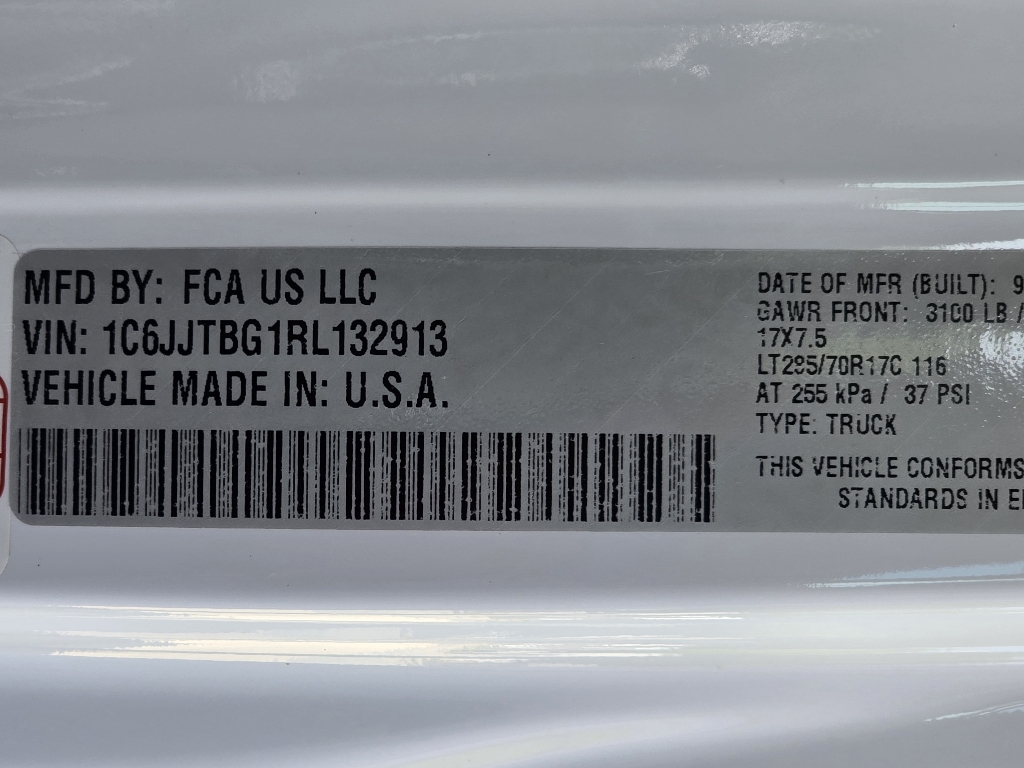 MFD BY: FCA US LLC
VIN: 1C6JJTBG1RL132913
VEHICLE MADE IN: U.S.A.
DATE OF MFR (BUILT): 9
GAWR FRONT: 3100 LB /
17X7.5
LT285/70R17C 116
AT 255 kPa / 37 PSI
TYPE: TRUCK
THIS VEHICLE CONFORMS
STANDARDS IN